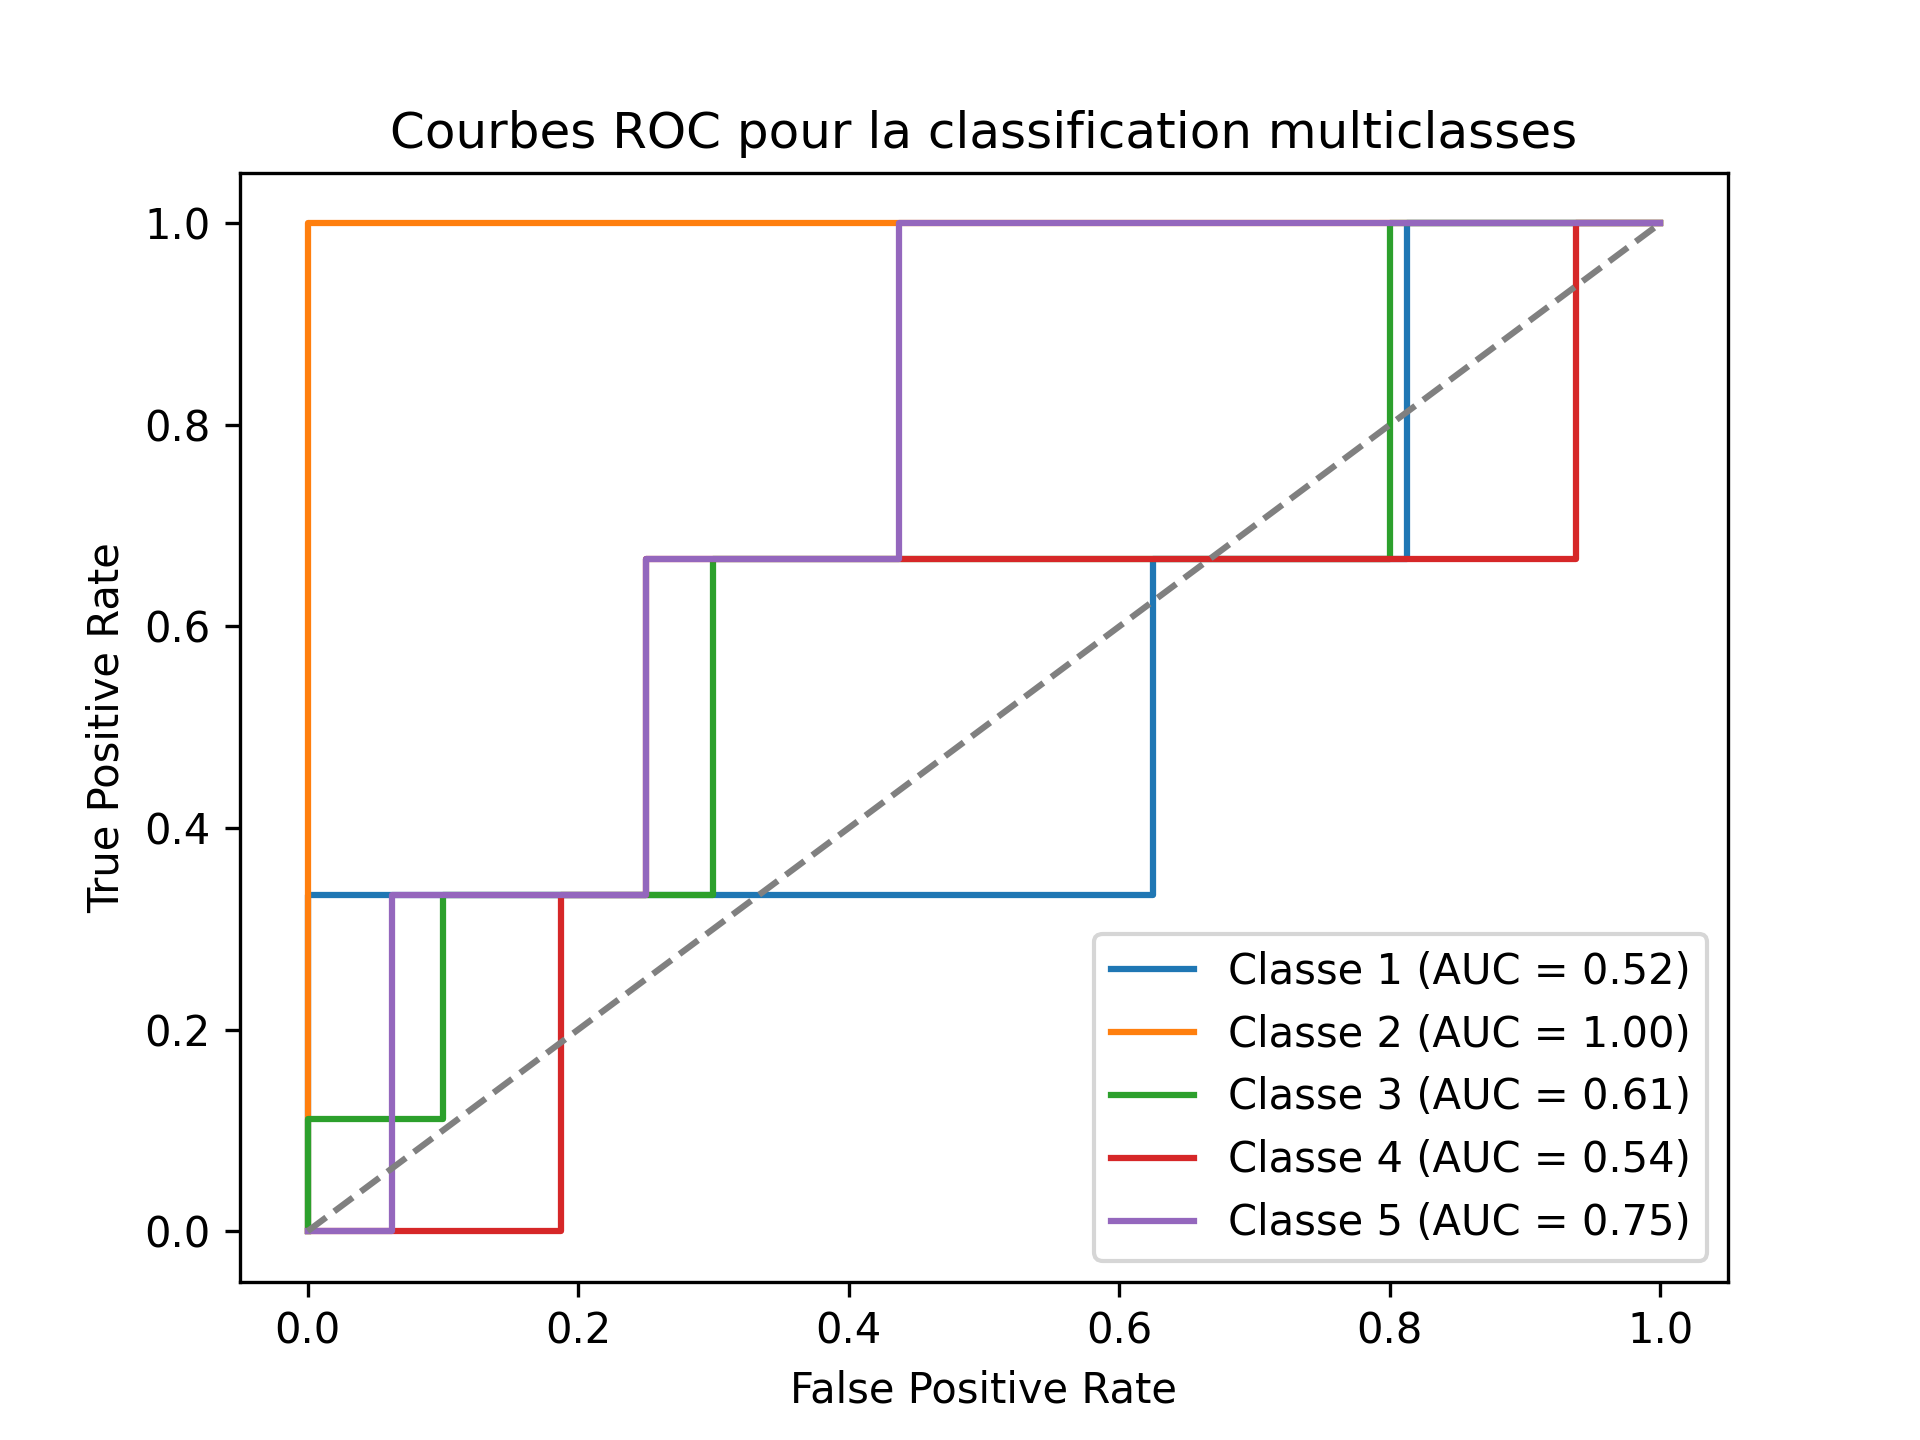 Courbes ROC pour la classification multiclasses
1.0
0.8
0.6
0.4
0.2
0.0
True Positive Rate
0.0 0.2 0.4 0.6 0.8 1.0
False Positive Rate
Classe 1 (AUC = 0.52)
Classe 2 (AUC = 1.00)
Classe 3 (AUC = 0.61)
Classe 4 (AUC = 0.54)
Classe 5 (AUC = 0.75)